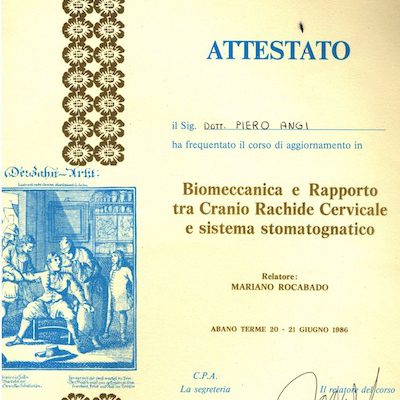 ATTESTATO
il Sig. DOTT. PIERO ANGI
ha frequentato il corso di aggiornamento in
Biomeccanica e Rapporto
tra Cranio Rachide Cervicale
e sistema stomatognatico
Relatore:
MARIANO ROCABADO
ABANO TERME 20 - 21 GIUGNO 1986
C.P.A.
La segreteria
Il relatore del corso